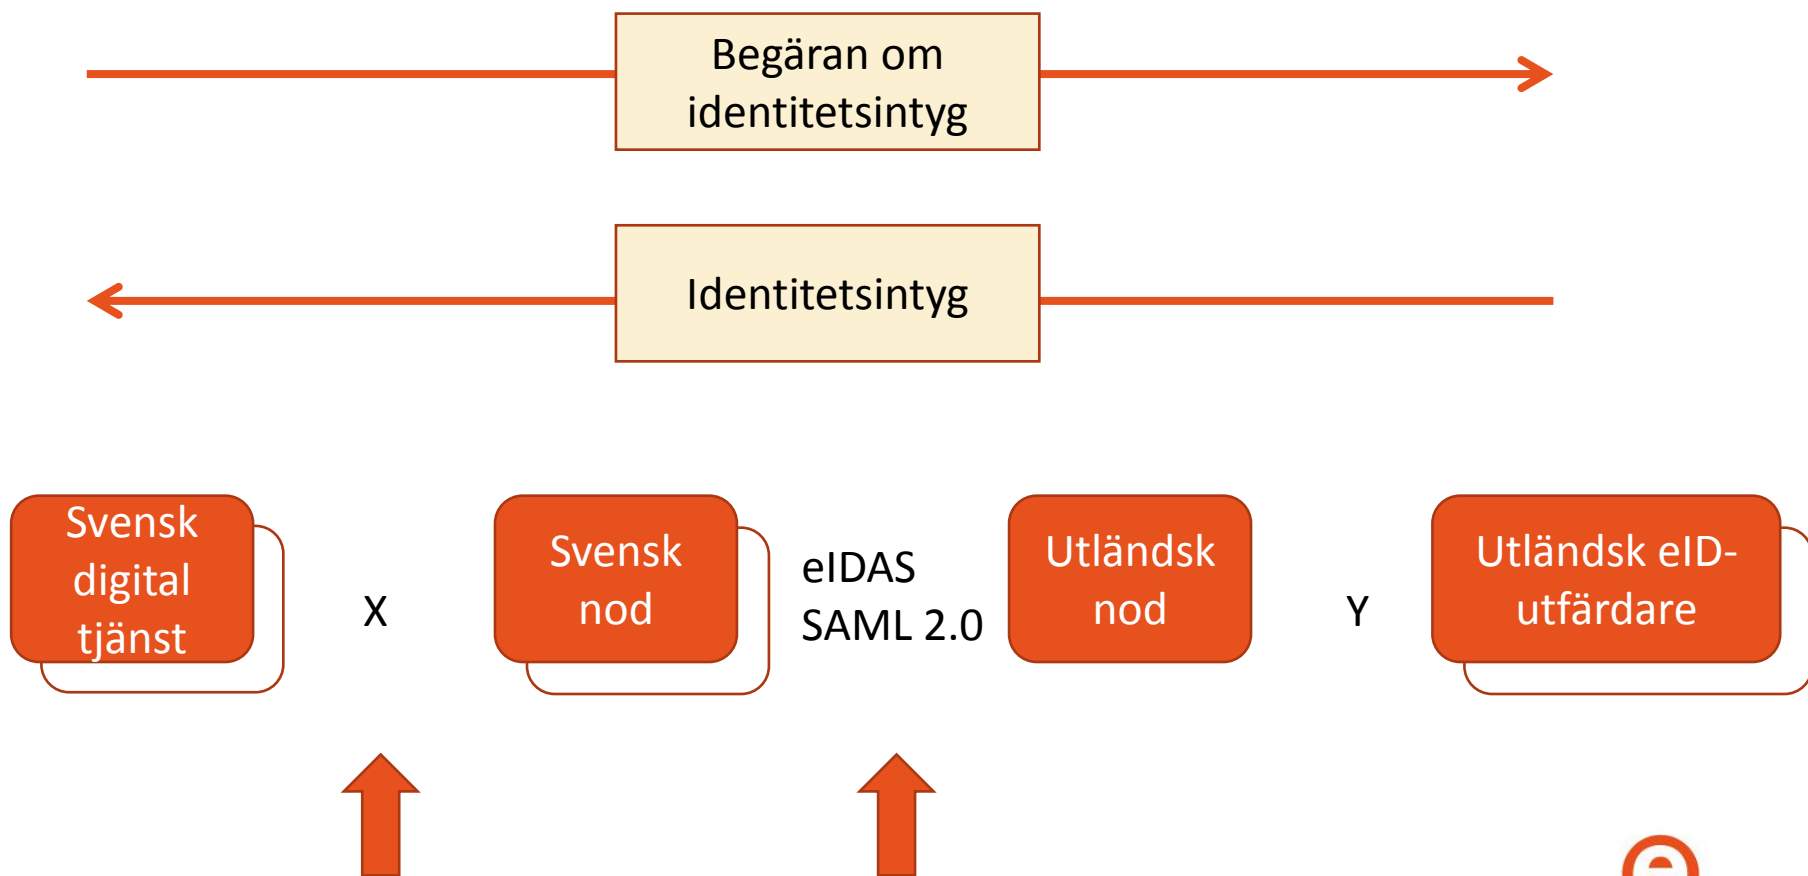 Begäran om
identitetsintyg
Identitetsintyg
Svensk
digital
tjänst
X
Svensk
nod
eIDAS
SAML 2.0
Utländsk
nod
Y
Utländsk eID-
utfärdare